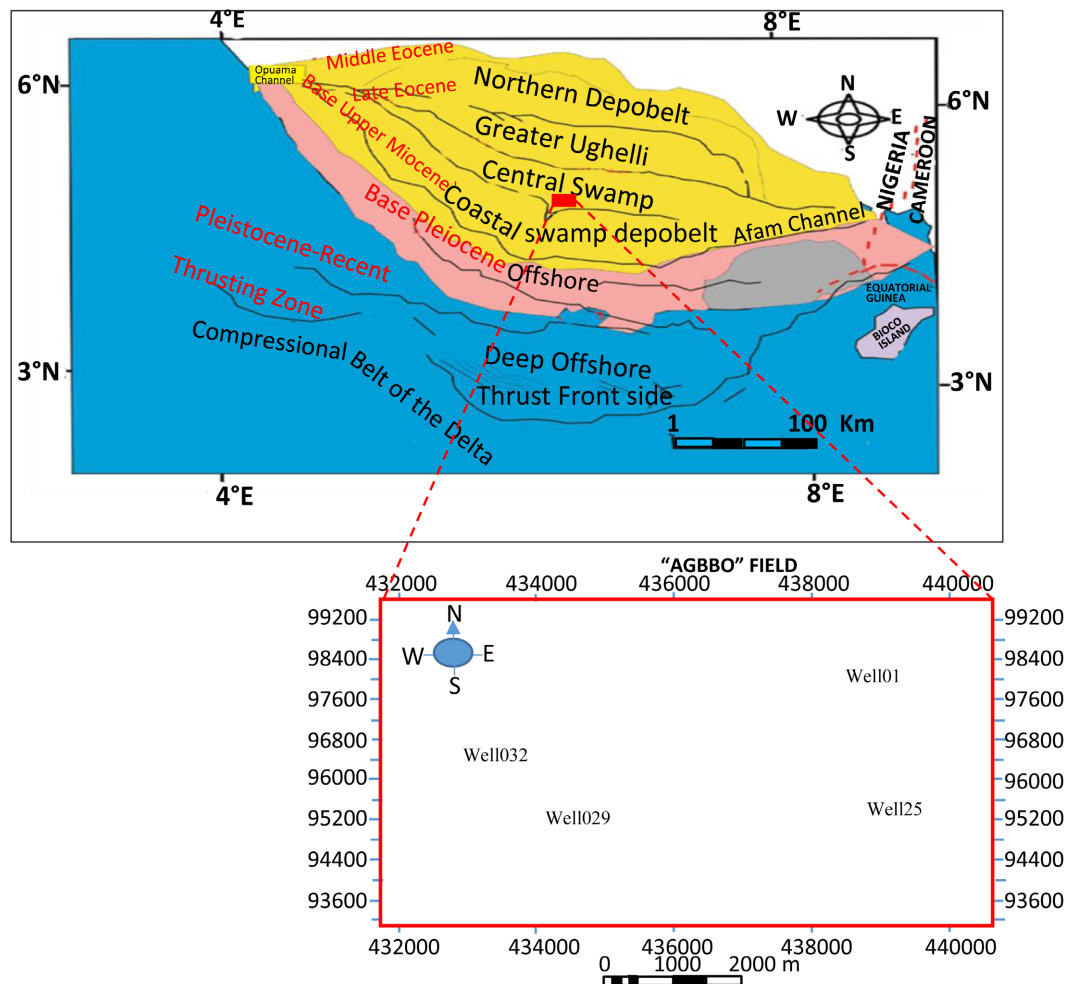 4°E
8°E
6°N
6°N
Opuama
Channel
Middle Eocene
Late Eocene
Base Upper Miocene
Northern Depobelt
Greater Ughelli
Central Swamp
Coastal swamp depobelt
Afam Channel
N
W
E
S
NIGERIA
CAMEROON
Base Pleiocene
Offshore
Pleistocene-Recent
Thrusting Zone
EQUATORIAL
GUINEA
BIOCO
ISLAND
Compressional Belt of the Delta
Deep Offshore
Thrust Front side
3°N
3°N
1
100 Km
4°E
8°E
"AGBBO" FIELD
432000 434000 436000 438000 440000
99200
98400
97600
96800
96000
95200
94400
93600
N
W
E
S
Well01
Well032
Well029
Well25
99200
98400
97600
96800
96000
95200
94400
93600
432000 434000 436000 438000 440000
0 1000 2000 m